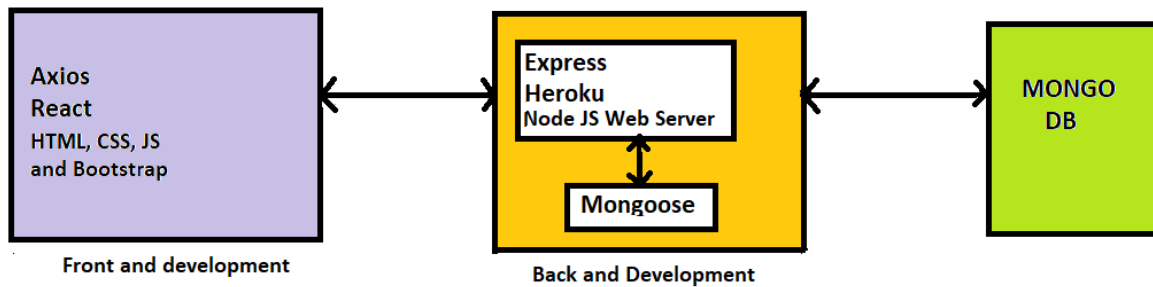 Axios
React
HTML, CSS, JS
and Bootstrap
Front and development
Express
Heroku
Node JS Web Server
Mongoose
Back and Development
MONGO
DB